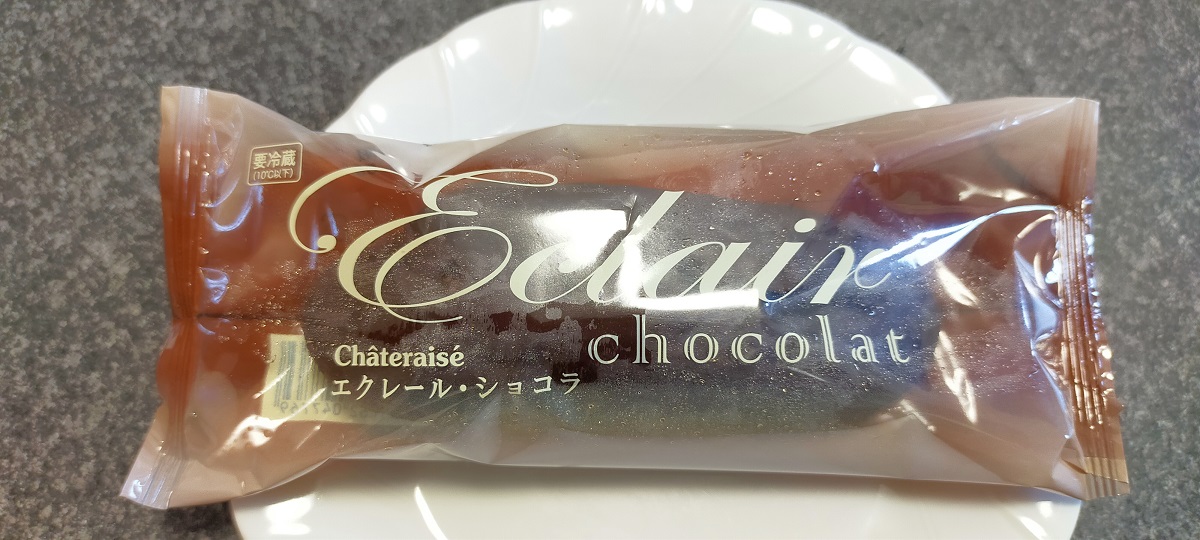 要冷蔵
(10℃以下)
Eclair
chocolat
Châteraisé
エクレール・ショコラ